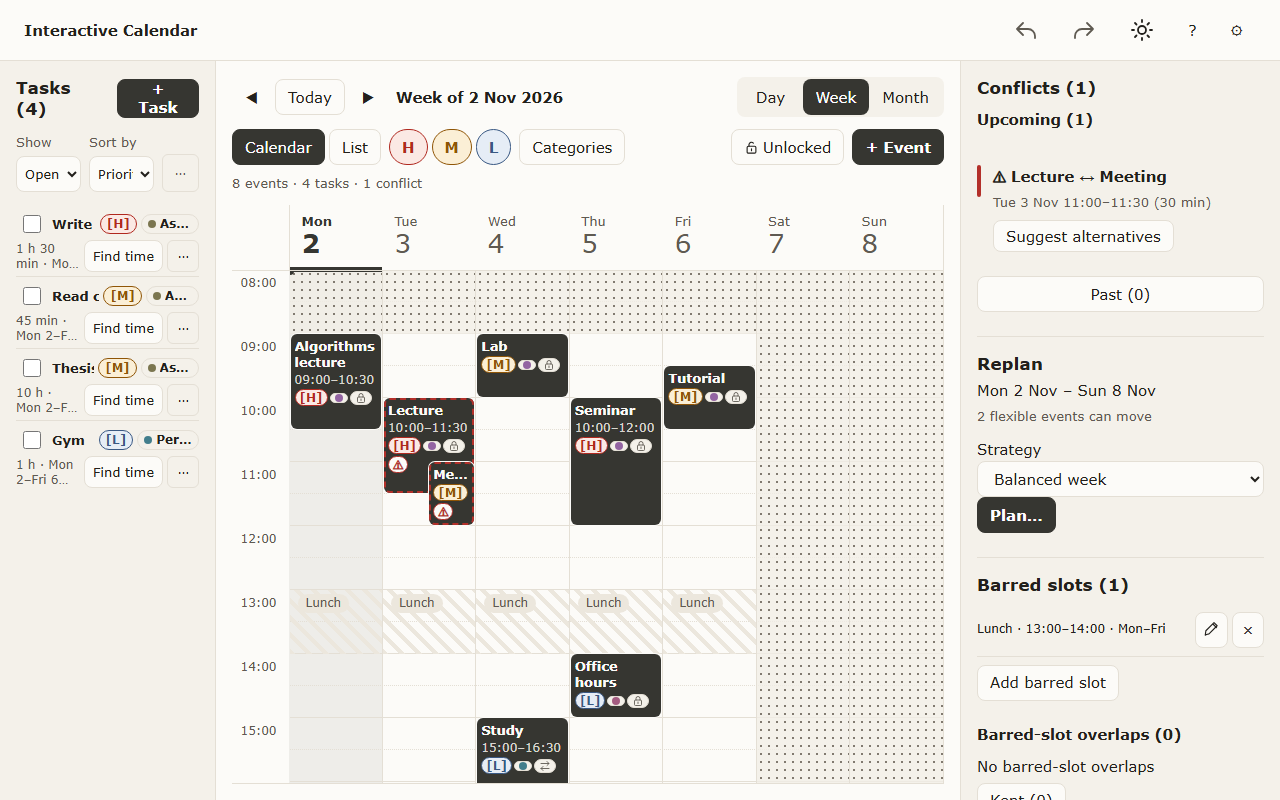 Interactive Calendar
?
Tasks (4)
+ Task
Show
Sort by
Open
Priorit
...
Write
[H]
As...
1 h 30 min · Mo...
Find time
...
Read c
[M]
A...
45 min · Mon 2–F...
Find time
...
Thesis
[M]
As...
10 h · Mon 2–F...
Find time
...
Gym
[L]
Per...
1 h · Mon 2–Fri 6...
Find time
...
◀
Today
▶
Week of 2 Nov 2026
Day
Week
Month
Calendar
List
H
M
L
Categories
Unlocked
+ Event
8 events · 4 tasks · 1 conflict
Mon 2
Tue 3
Wed 4
Thu 5
Fri 6
Sat 7
Sun 8
08:00
09:00
10:00
11:00
12:00
13:00
14:00
15:00
Algorithms lecture
09:00–10:30
[H]
Lecture
10:00–11:30
[H]
Me...
[M]
Lab
[M]
Seminar
10:00–12:00
[H]
Tutorial
[M]
Lunch
Lunch
Lunch
Lunch
Lunch
Office hours
[L]
Study
15:00–16:30
[L]
Conflicts (1)
Upcoming (1)
⚠ Lecture ↔ Meeting
Tue 3 Nov 11:00–11:30 (30 min)
Suggest alternatives
Past (0)
Replan
Mon 2 Nov – Sun 8 Nov
2 flexible events can move
Strategy
Balanced week
Plan...
Barred slots (1)
Lunch · 13:00–14:00 · Mon–Fri
×
Add barred slot
Barred-slot overlaps (0)
No barred-slot overlaps
Kept (0)